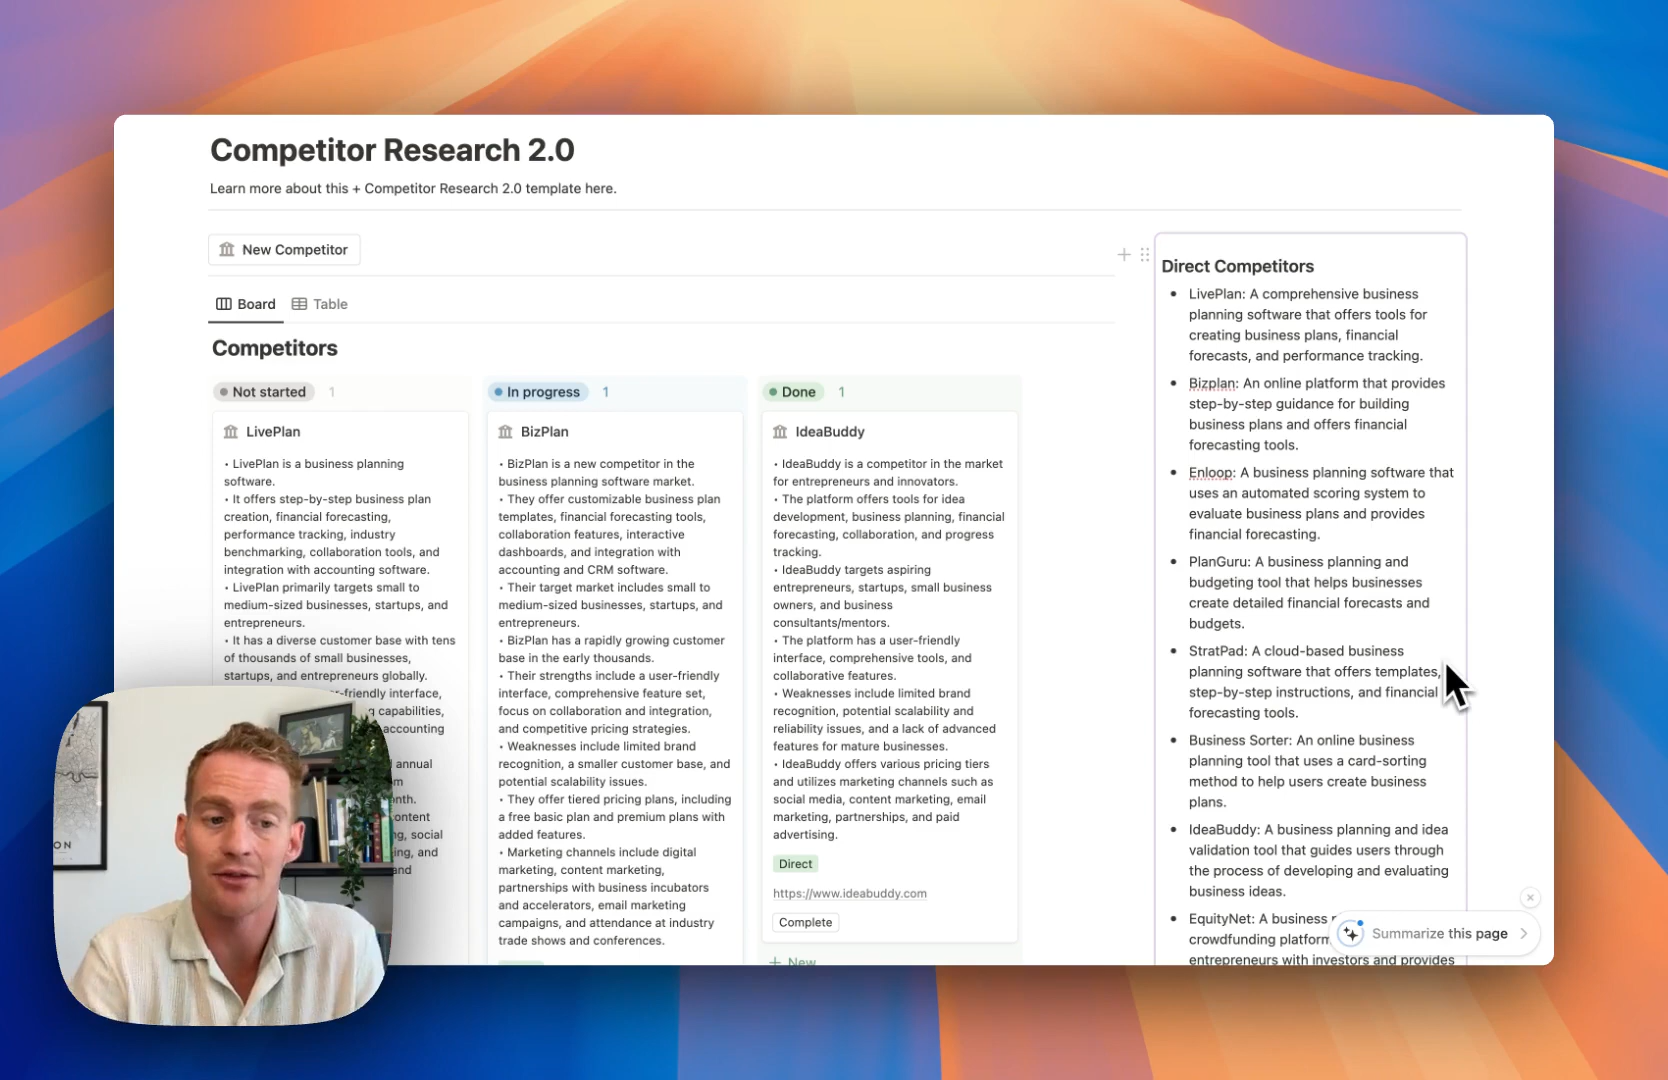 Competitor Research 2.0
Learn more about this + Competitor Research 2.0 template here.
New Competitor
Board
Table
Competitors
Not started 1
LivePlan
• LivePlan is a business planning
software.
• It offers step-by-step business plan
creation, financial forecasting,
performance tracking, industry
benchmarking, collaboration tools, and
integration with accounting software.
• LivePlan primarily targets small to
medium-sized businesses, startups, and
entrepreneurs.
• It has a diverse customer base with tens
of thousands of small businesses,
startups, and entrepreneurs globally.
-friendly interface,
capabilities,
accounting
annual
social
and
and
In progress 1
BizPlan
• BizPlan is a new competitor in the
business planning software market.
• They offer customizable business plan
templates, financial forecasting tools,
collaboration features, interactive
dashboards, and integration with
accounting and CRM software.
• Their target market includes small to
medium-sized businesses, startups, and
entrepreneurs.
• BizPlan has a rapidly growing customer
base in the early thousands.
• Their strengths include a user-friendly
interface, comprehensive feature set,
focus on collaboration and integration,
and competitive pricing strategies.
• Weaknesses include limited brand
recognition, a smaller customer base, and
potential scalability issues.
• They offer tiered pricing plans, including
a free basic plan and premium plans with
added features.
• Marketing channels include digital
marketing, content marketing,
partnerships with business incubators
and accelerators, email marketing
campaigns, and attendance at industry
trade shows and conferences.
Done 1
IdeaBuddy
• IdeaBuddy is a competitor in the market
for entrepreneurs and innovators.
• The platform offers tools for idea
development, business planning, financial
forecasting, collaboration, and progress
tracking.
• IdeaBuddy targets aspiring
entrepreneurs, startups, small business
owners, and business
consultants/mentors.
• The platform has a user-friendly
interface, comprehensive tools, and
collaborative features.
• Weaknesses include limited brand
recognition, potential scalability and
reliability issues, and a lack of advanced
features for mature businesses.
• IdeaBuddy offers various pricing tiers
and utilizes marketing channels such as
social media, content marketing, email
marketing, partnerships, and paid
advertising.
Direct
https://www.ideabuddy.com
Complete
+ New
Direct Competitors
• LivePlan: A comprehensive business
planning software that offers tools for
creating business plans, financial
forecasts, and performance tracking.
• Bizplan: An online platform that provides
step-by-step guidance for building
business plans and offers financial
forecasting tools.
• Enloop: A business planning software that
uses an automated scoring system to
evaluate business plans and provides
financial forecasting.
• PlanGuru: A business planning and
budgeting tool that helps businesses
create detailed financial forecasts and
budgets.
• StratPad: A cloud-based business
planning software that offers templates,
step-by-step instructions, and financial
forecasting tools.
• Business Sorter: An online business
planning tool that uses a card-sorting
method to help users create business
plans.
• IdeaBuddy: A business planning and idea
validation tool that guides users through
the process of developing and evaluating
business ideas.
• EquityNet: A business
crowdfunding platform
entrepreneurs with investors and provides
Summarize this page
ON